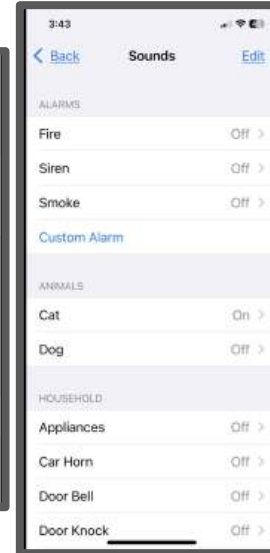 3:43
Back Sounds Edit
ALARMS
Fire Off
Siren Off
Smoke Off
Custom Alarm
ANIMALS
Cat On
Dog Off
HOUSEHOLD
Appliances Off
Car Horn Off
Door Bell Off
Door Knock Off